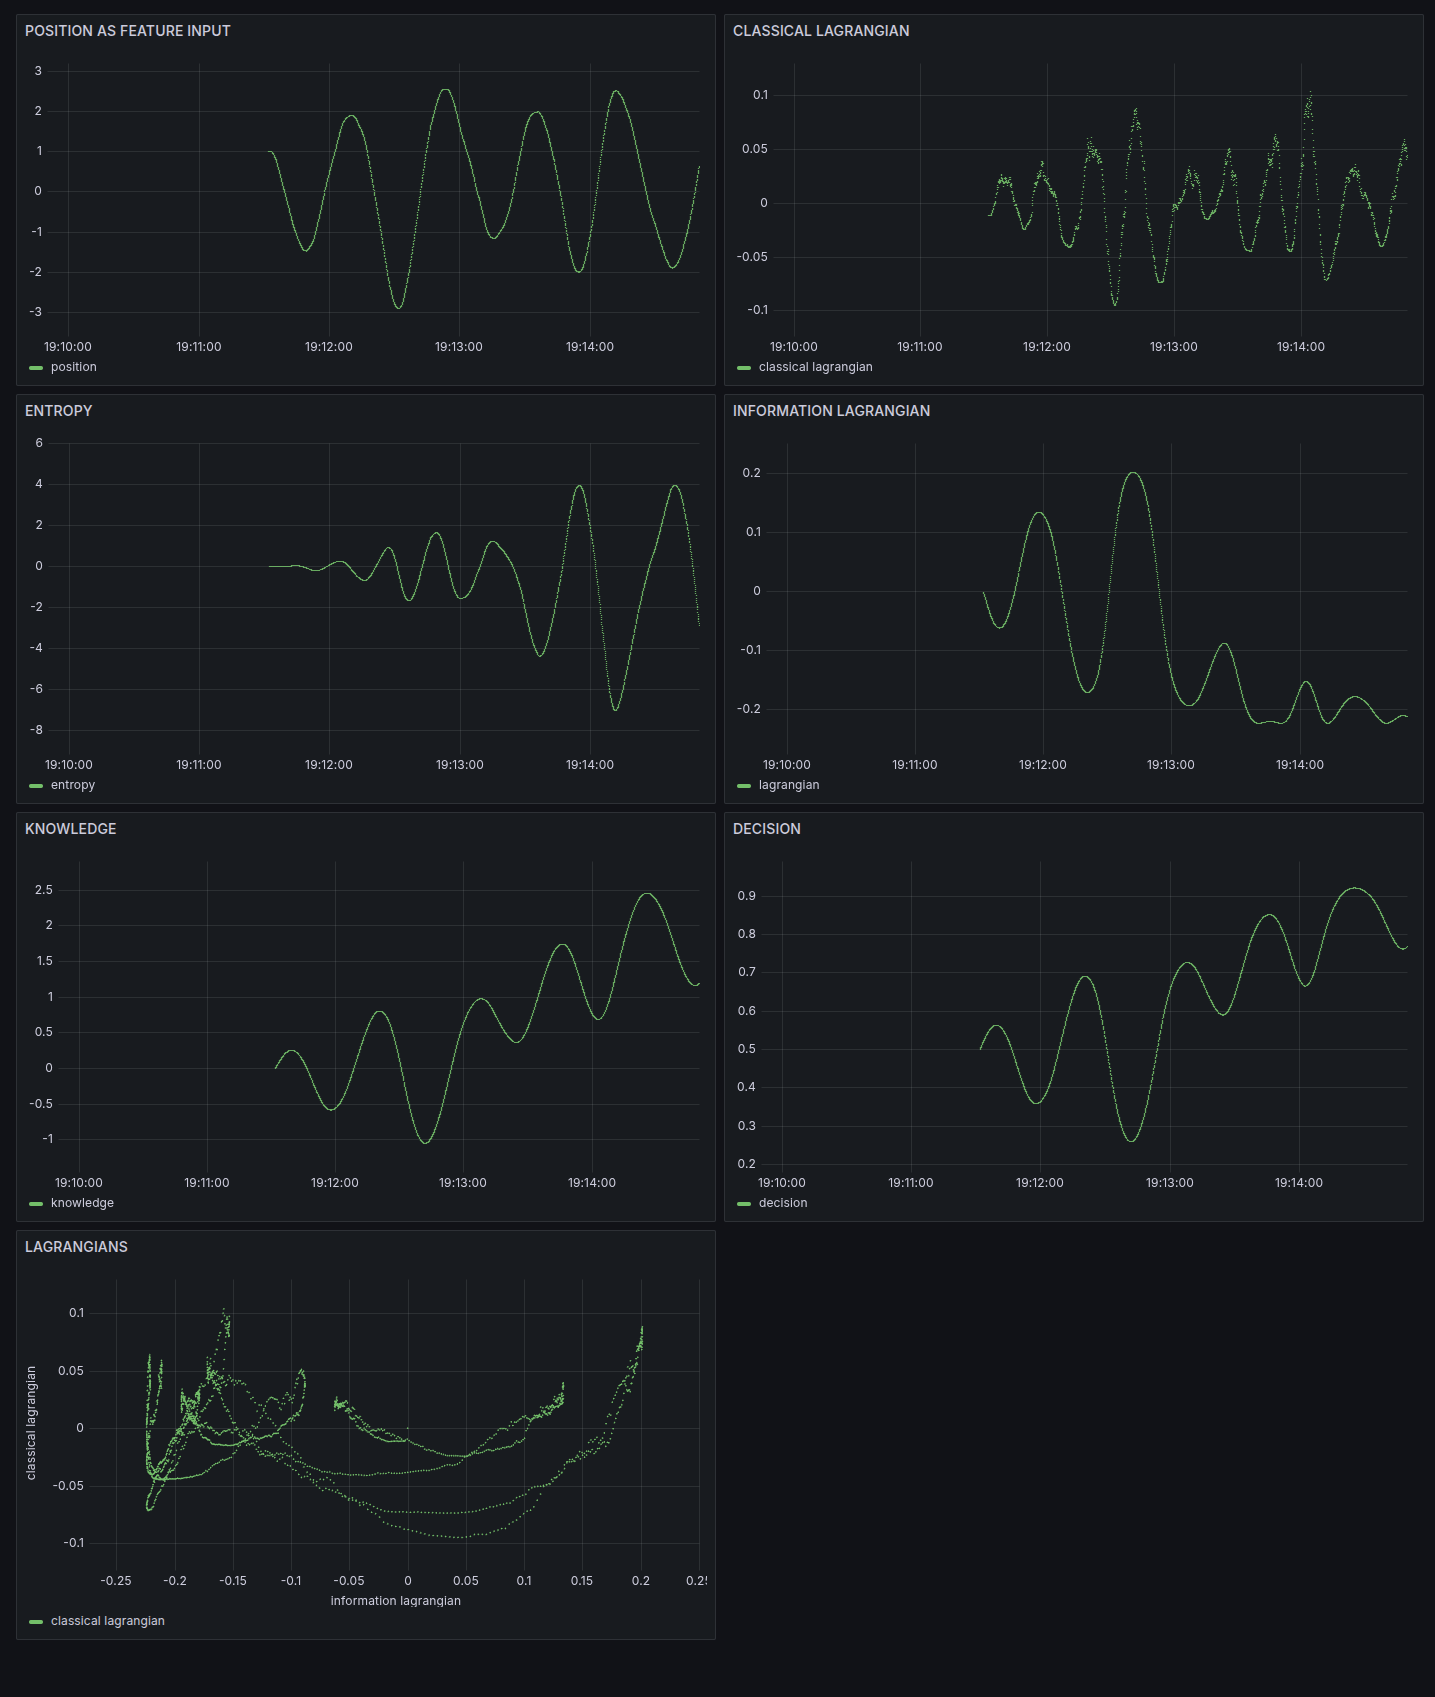 POSITION AS FEATURE INPUT
3
2
1
0
-1
-2
-3
19:10:00 19:11:00 19:12:00 19:13:00 19:14:00
position
CLASSICAL LAGRANGIAN
0.1
0.05
0
-0.05
-0.1
19:10:00 19:11:00 19:12:00 19:13:00 19:14:00
classical lagrangian
ENTROPY
6
4
2
0
-2
-4
-6
-8
19:10:00 19:11:00 19:12:00 19:13:00 19:14:00
entropy
INFORMATION LAGRANGIAN
0.2
0.1
0
-0.1
-0.2
19:10:00 19:11:00 19:12:00 19:13:00 19:14:00
lagrangian
KNOWLEDGE
2.5
2
1.5
1
0.5
0
-0.5
-1
19:10:00 19:11:00 19:12:00 19:13:00 19:14:00
knowledge
DECISION
0.9
0.8
0.7
0.6
0.5
0.4
0.3
0.2
19:10:00 19:11:00 19:12:00 19:13:00 19:14:00
decision
LAGRANGIANS
classical lagrangian
0.1
0.05
0
-0.05
-0.1
-0.25 -0.2 -0.15 -0.1 -0.05 0 0.05 0.1 0.15 0.2
information lagrangian
classical lagrangian